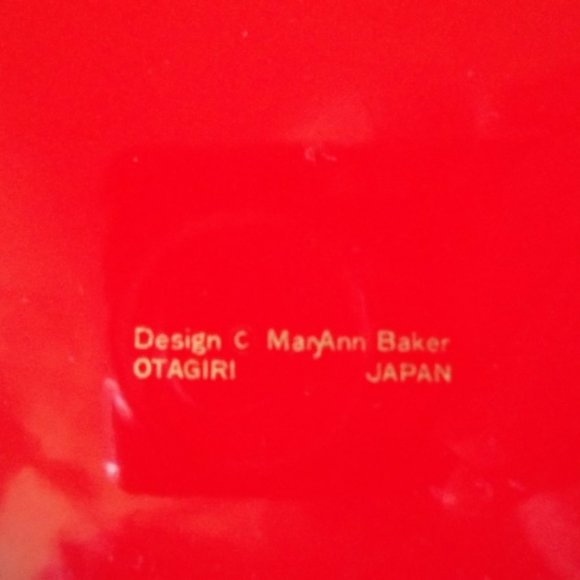 Design C MaryAnn Baker
OTAGIRI JAPAN